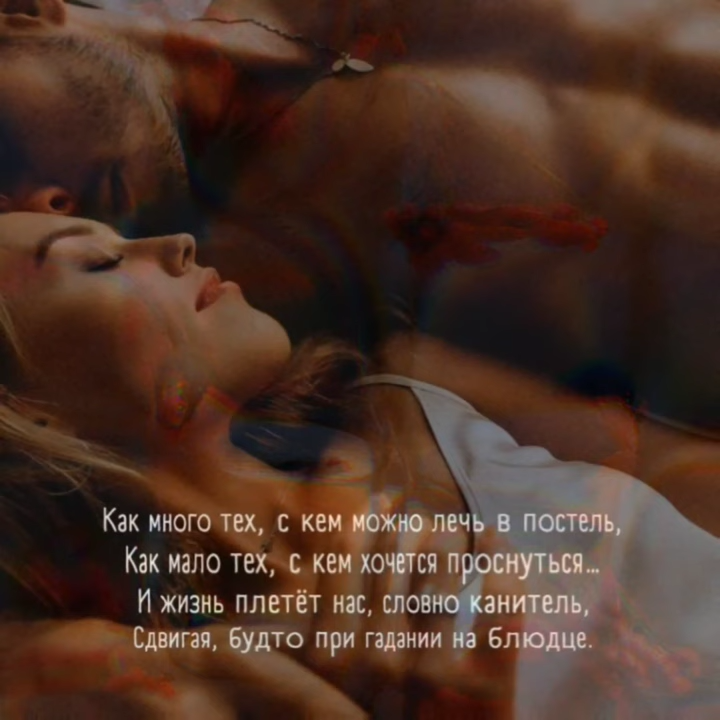 Как много тех, с кем можно лечь в постель,
Как мало тех, с кем хочется проснуться...
И жизнь плетёт нас, словно канитель,
Сдвигая, будто при гадании на блюдце.